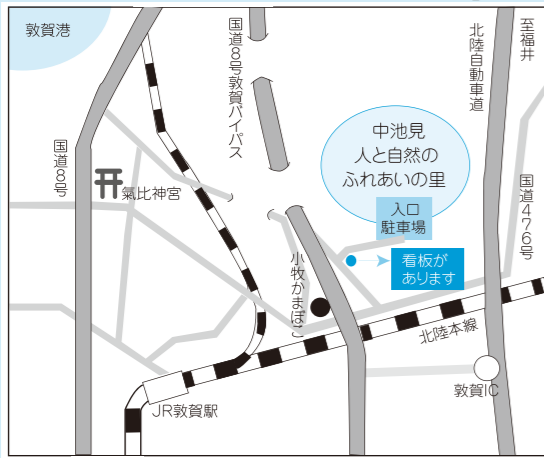 敦賀港
国道8号
国道8号敦賀バイパス
北陸自動車道
至福井
中池見
人と自然の
ふれあいの里
入口
駐車場
看板が
あります
国道476号
氣比神宮
小牧かまぼこ
北陸本線
敦賀IC
JR敦賀駅